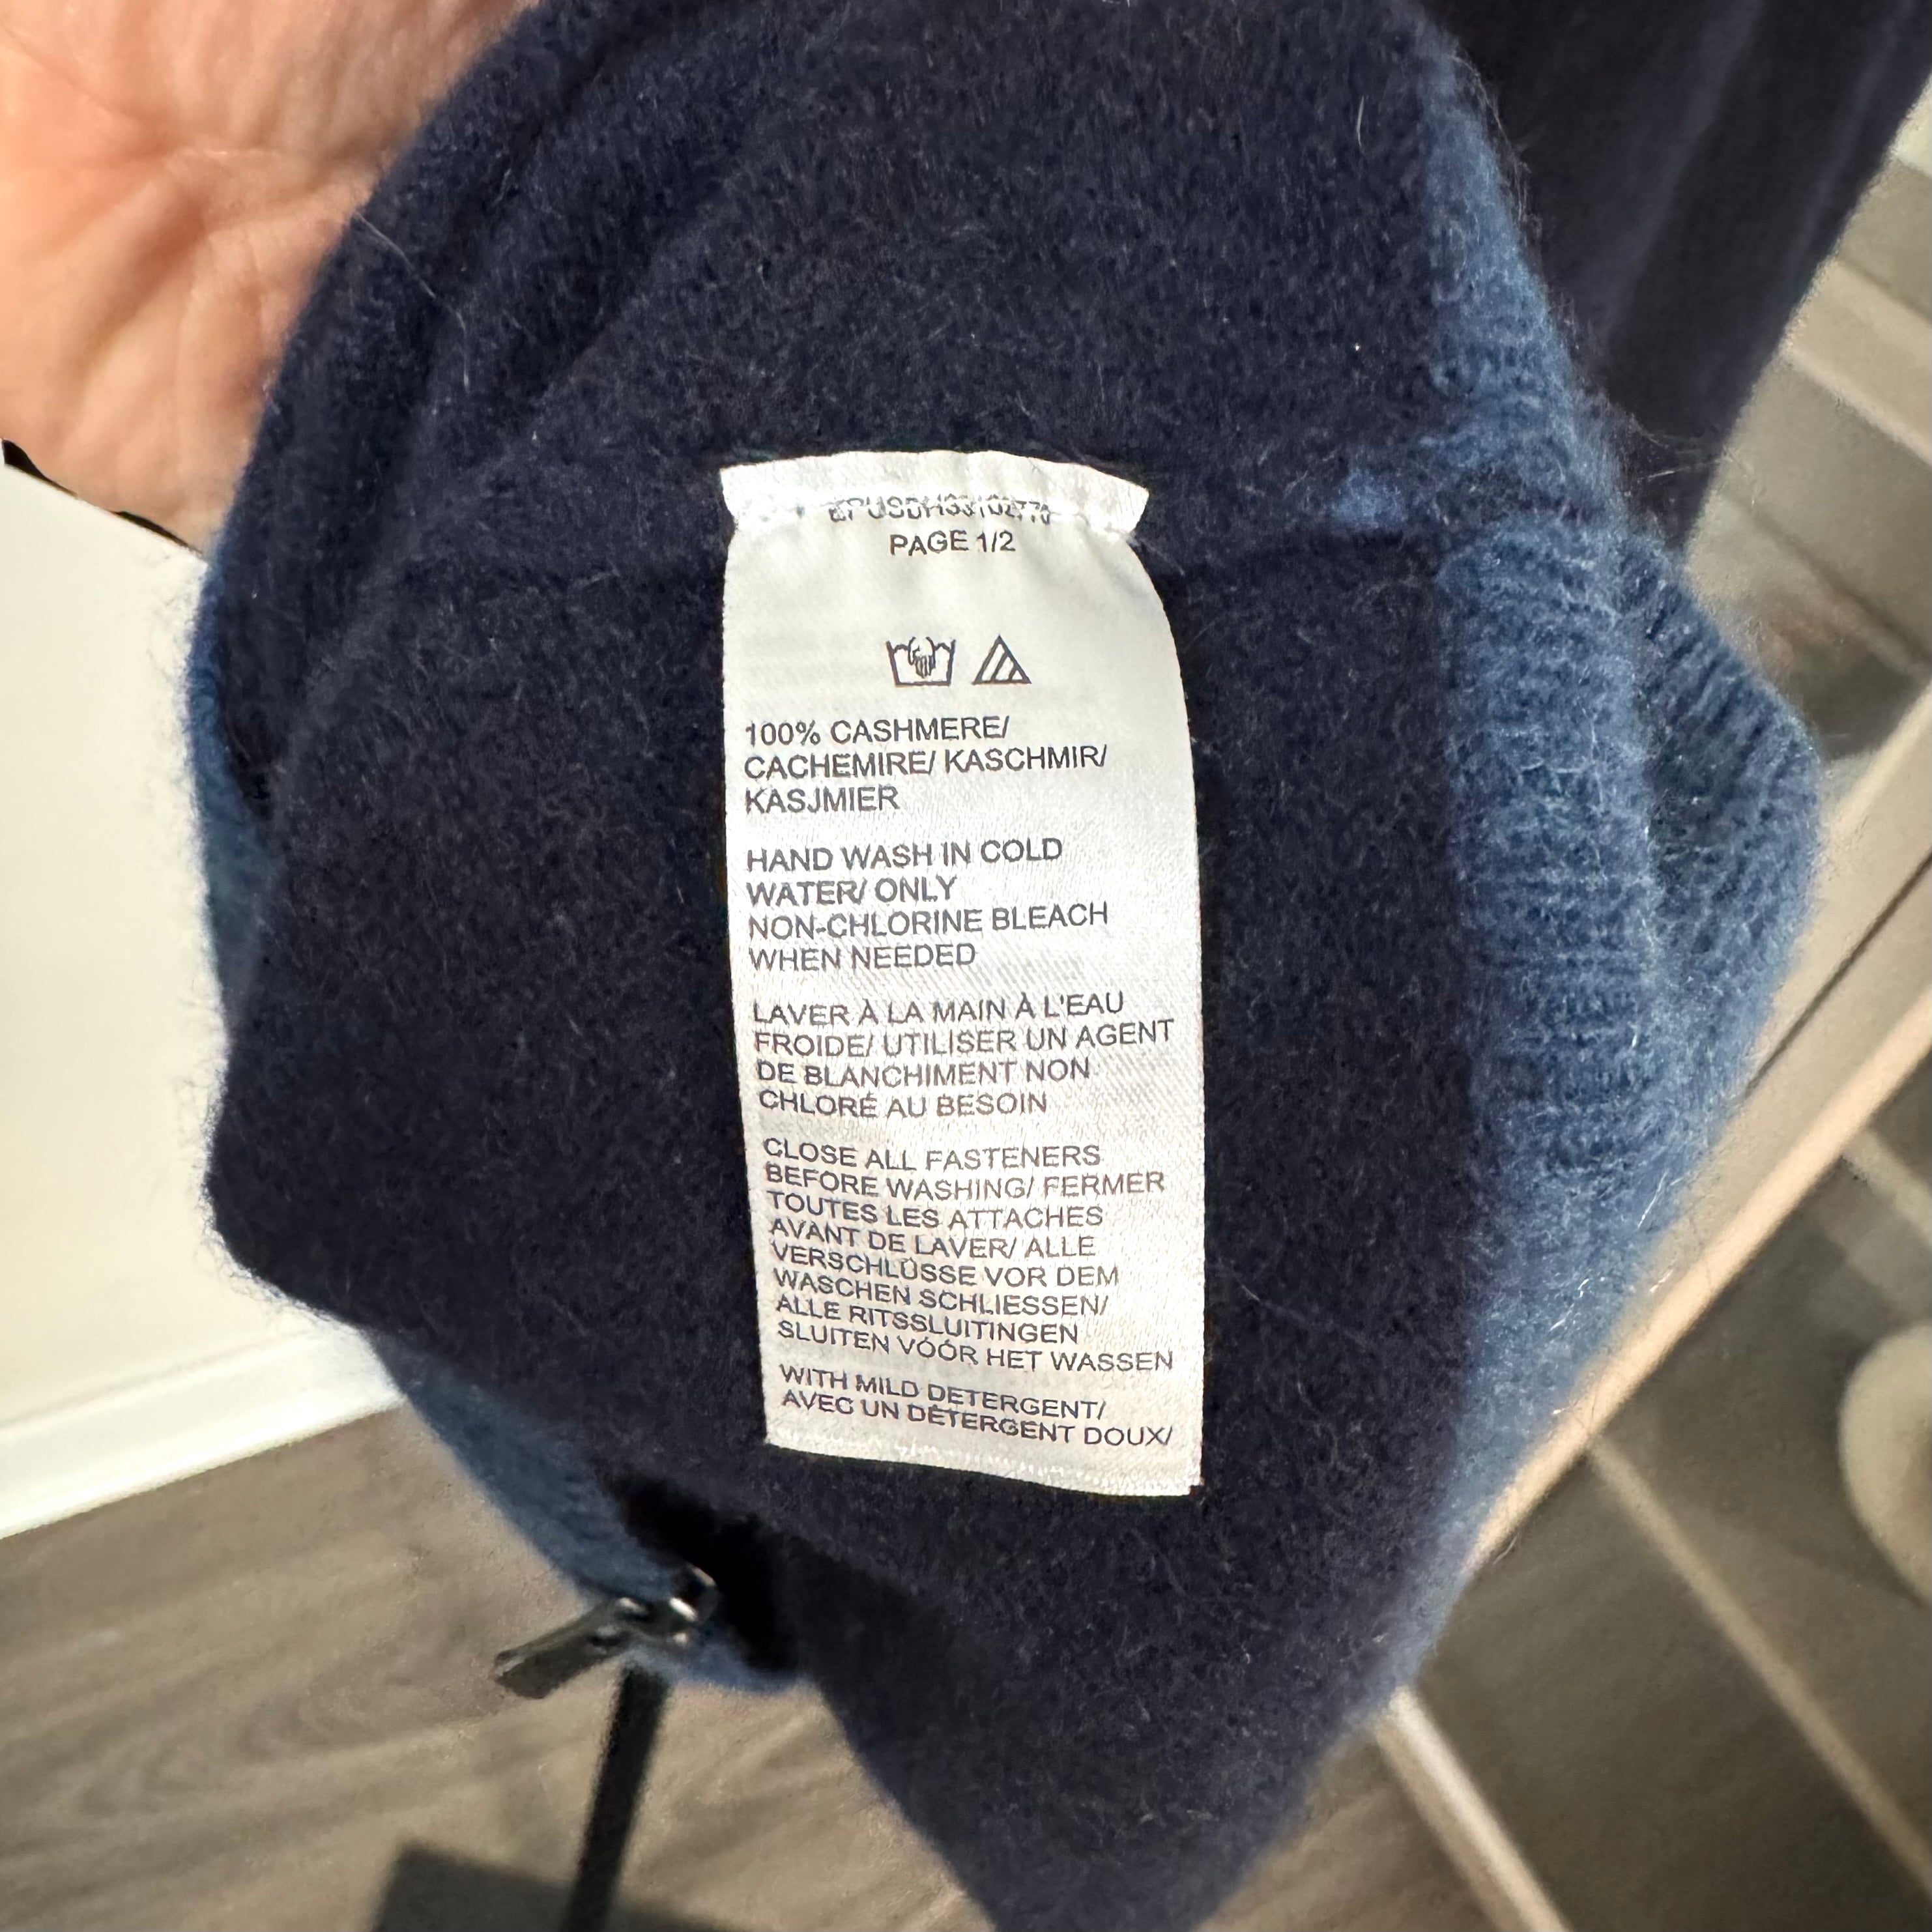 PAGE 1/2
100% CASHMERE/
CACHEMIRE/ KASCHMIR/
KASJMIER
HAND WASH IN COLD
WATER/ ONLY
NON-CHLORINE BLEACH
WHEN NEEDED
LAVER À LA MAIN À L'EAU
FROIDE/ UTILISER UN AGENT
DE BLANCHIMENT NON
CHLORÉ AU BESOIN
CLOSE ALL FASTENERS
BEFORE WASHING/ FERMER
TOUTES LES ATTACHES
AVANT DE LAVER/ ALLE
VERSCHLÜSSE VOR DEM
WASCHEN SCHLIESSEN/
ALLE RITSSLUITINGEN
SLUITEN VÓÓR HET WASSEN
WITH MILD DETERGENT/
AVEC UN DÉTERGENT DOUX/